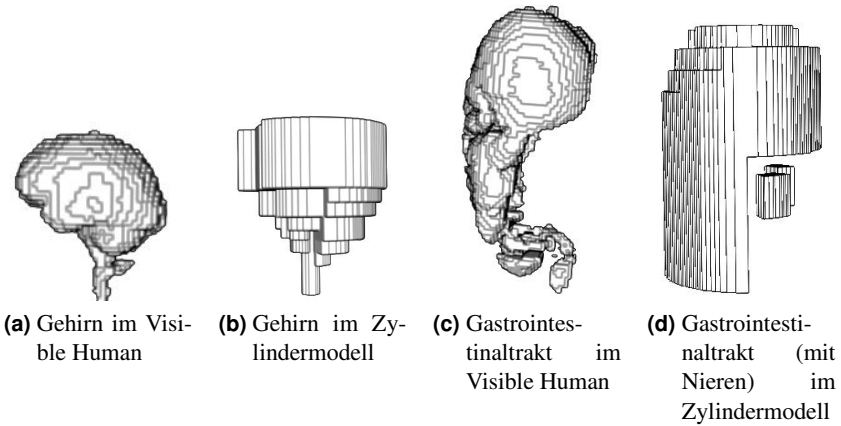 (a) Gehirn im Visi-
ble Human
(b) Gehirn im Zy-
lindermodell
(c) Gastrointes-
tinaltrakt im
Visible Human
(d) Gastrointesti-
naltrakt (mit
Nieren) im
Zylindermodell